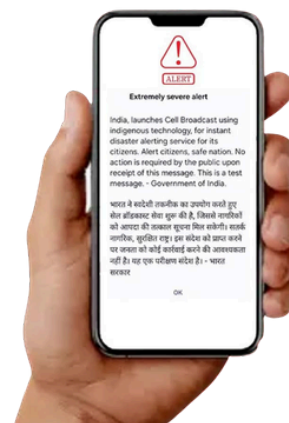 ALERT
Extremely severe alert
India, launches Cell Broadcast using
indigenous technology, for instant
disaster alerting service for its
citizens. Alert citizens, safe nation. No
action is required by the public upon
receipt of this message. This is a test
message. - Government of India.
भारत ने स्वदेशी तकनीक का उपयोग करते हुए
सेल ब्रॉडकास्ट सेवा शुरू की है, जिससे नागरिकों
को आपदा की तत्काल सूचना मिल सकेगी। सतर्क
नागरिक, सुरक्षित राष्ट्र। इस संदेश को प्राप्त करने
पर जनता को कोई कार्रवाई करने की आवश्यकता
नहीं है। यह एक परीक्षण संदेश है। - भारत
सरकार
OK